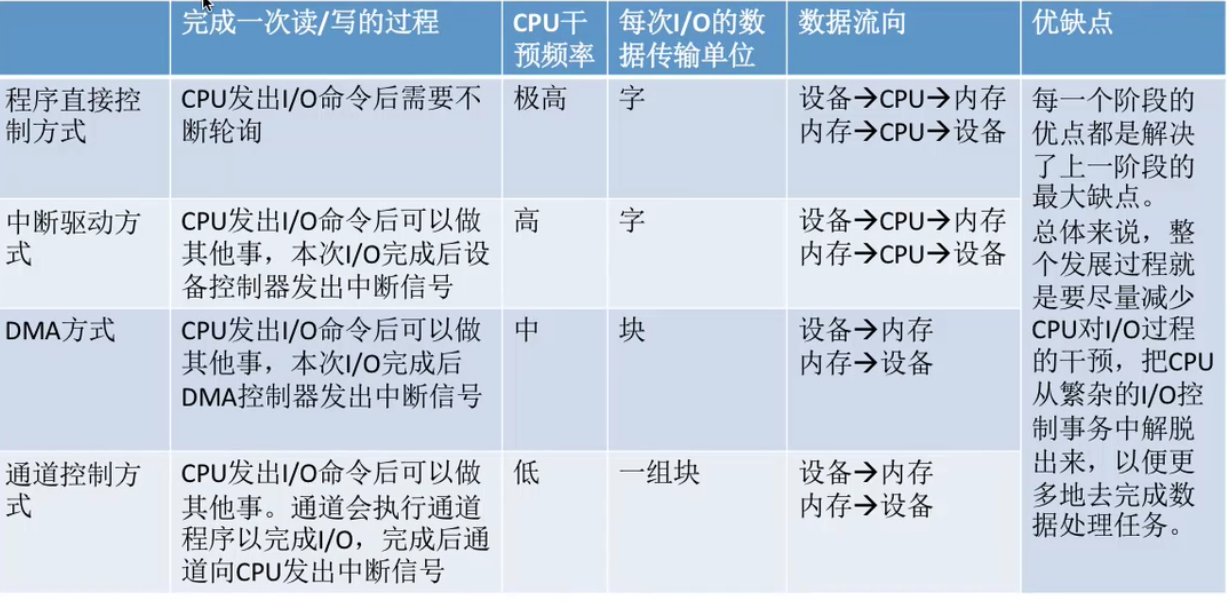 完成一次读/写的过程
CPU干
预频率
每次I/O的数
据传输单位
数据流向
优缺点
程序直接控
制方式
CPU发出I/O命令后需要不
断轮询
极高
字
设备→CPU→内存
内存→CPU→设备
每一个阶段的
优点都是解决
了上一阶段的
最大缺点。
总体来说，整
个发展过程就
是要尽量减少
CPU对I/O过程
的干预，把CPU
从繁杂的I/O控
制事务中解脱
出来，以便更
多地去完成数
据处理任务。
中断驱动方
式
CPU发出I/O命令后可以做
其他事，本次I/O完成后设
备控制器发出中断信号
高
字
设备→CPU→内存
内存→CPU→设备
DMA方式
CPU发出I/O命令后可以做
其他事，本次I/O完成后
DMA控制器发出中断信号
中
块
设备→内存
内存→设备
通道控制方
式
CPU发出I/O命令后可以做
其他事。通道会执行通道
程序以完成I/O，完成后通
道向CPU发出中断信号
低
一组块
设备→内存
内存→设备